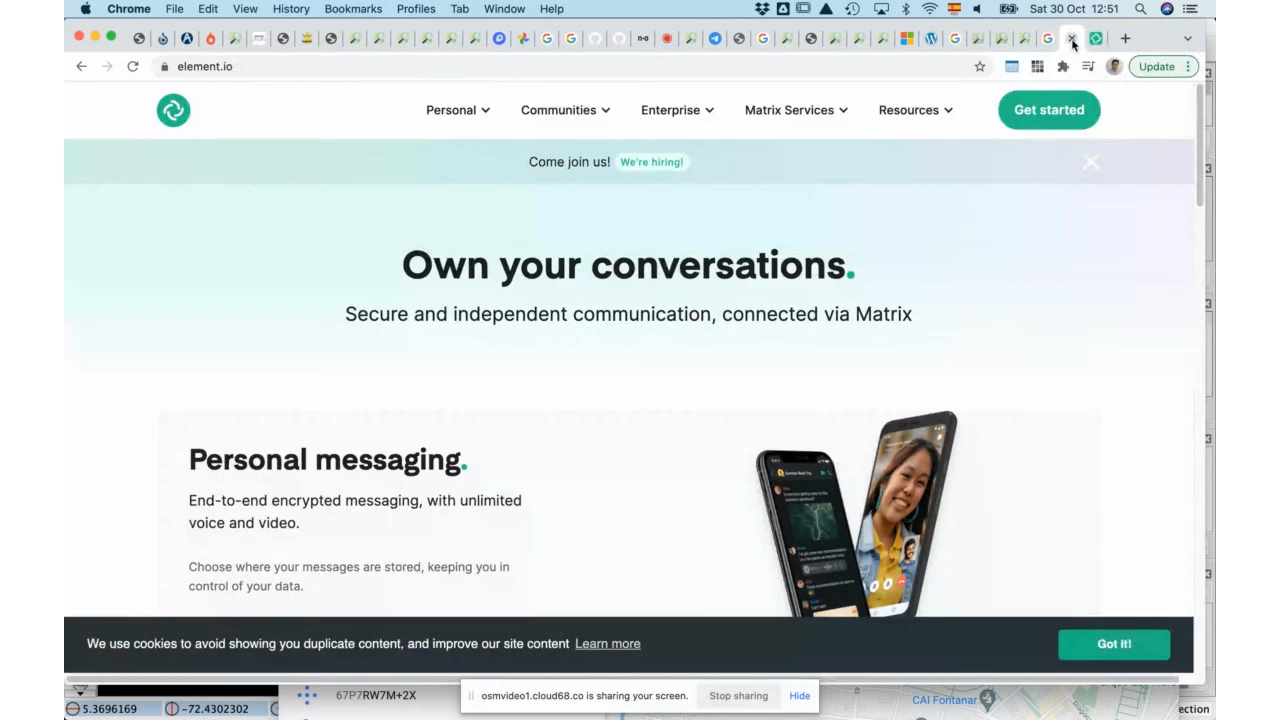 Chrome File Edit View History Bookmarks Profiles Tab Window Help Sat 30 Oct 12:51
element.io Update
Personal Communities Enterprise Matrix Services Resources Get started
Come join us! We're hiring!
Own your conversations.
Secure and independent communication, connected via Matrix
Personal messaging.
End-to-end encrypted messaging, with unlimited
voice and video.
Choose where your messages are stored, keeping you in
control of your data.
We use cookies to avoid showing you duplicate content, and improve our site content Learn more Got it!
67P7RW7M+2X
osmvideo1.cloud68.co is sharing your screen. Stop sharing Hide
CAI Fontanar
5.3696169 -72.4302302 ection